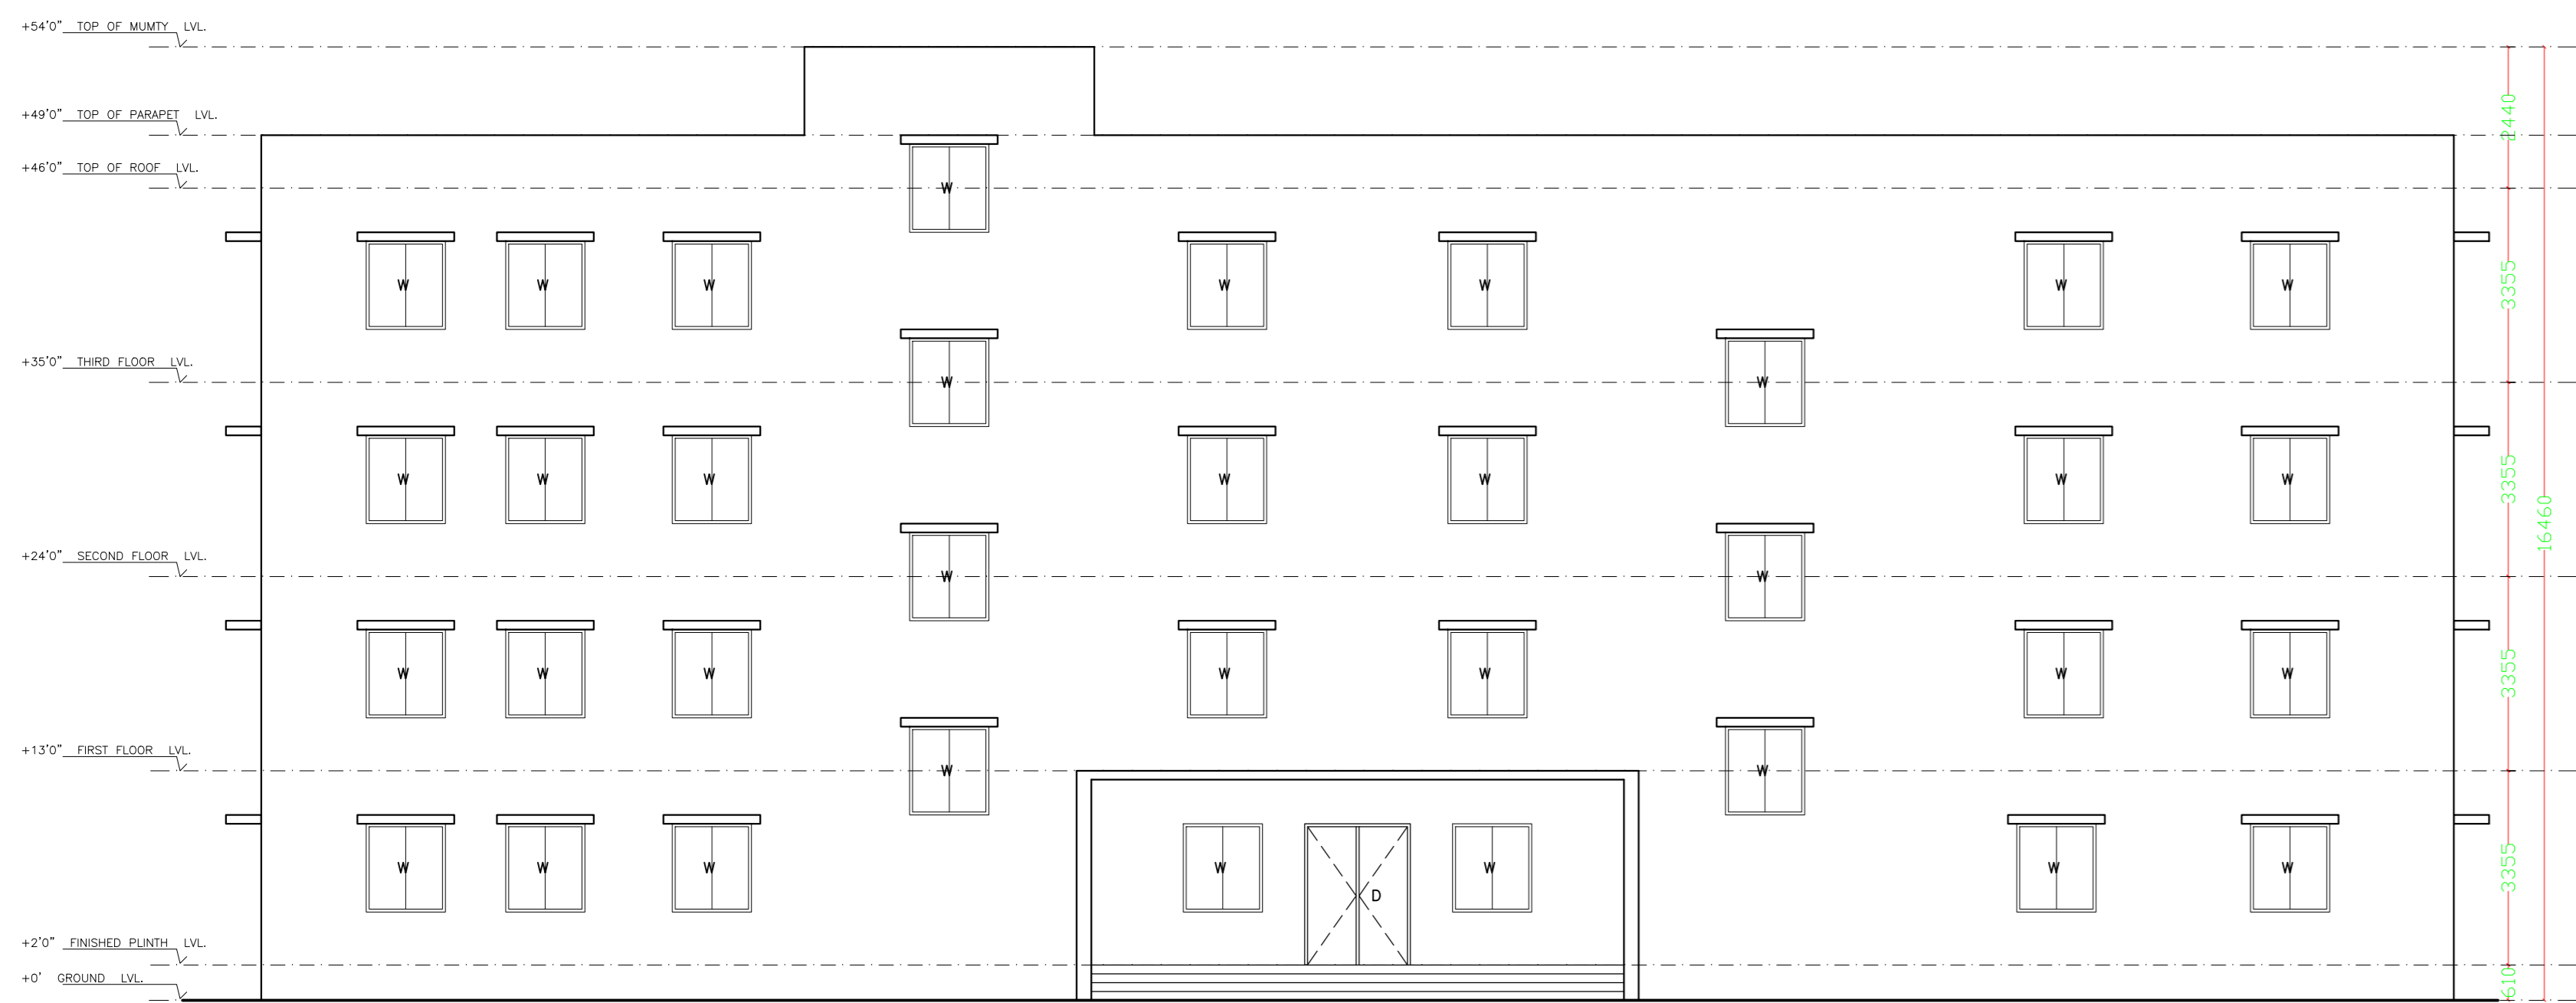 +54'0" TOP OF MUMTY LVL.
+49'0" TOP OF PARAPET LVL.
2440
+46'0" TOP OF ROOF LVL.
W
W W W W W W W
3355
+35'0" THIRD FLOOR LVL.
W W
W W W W W W W
3355
16460
+24'0" SECOND FLOOR LVL.
W W
W W W W W W W
3355
+13'0" FIRST FLOOR LVL.
W W
W W W W W W W
3355
D
+2'0" FINISHED PLINTH LVL.
+0' GROUND LVL.
610